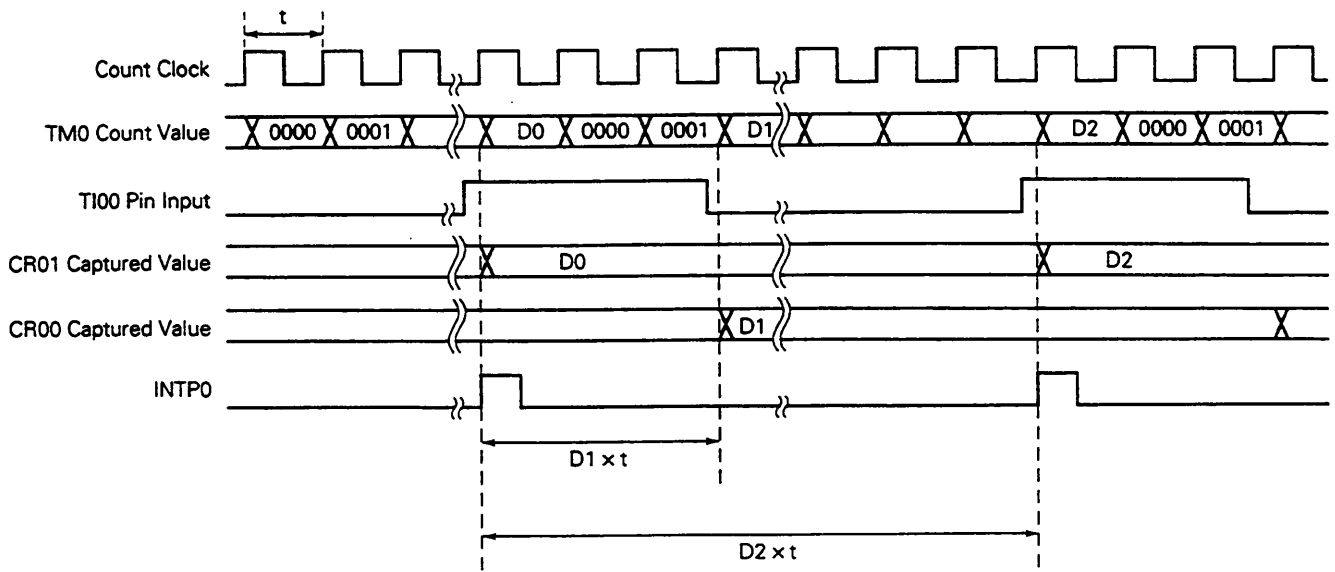 t
Count Clock
TM0 Count Value 0000 0001 D0 0000 0001 D1 D2 0000 0001
TI00 Pin Input
CR01 Captured Value D0 D2
CR00 Captured Value D1
INTP0
D1 × t
D2 × t